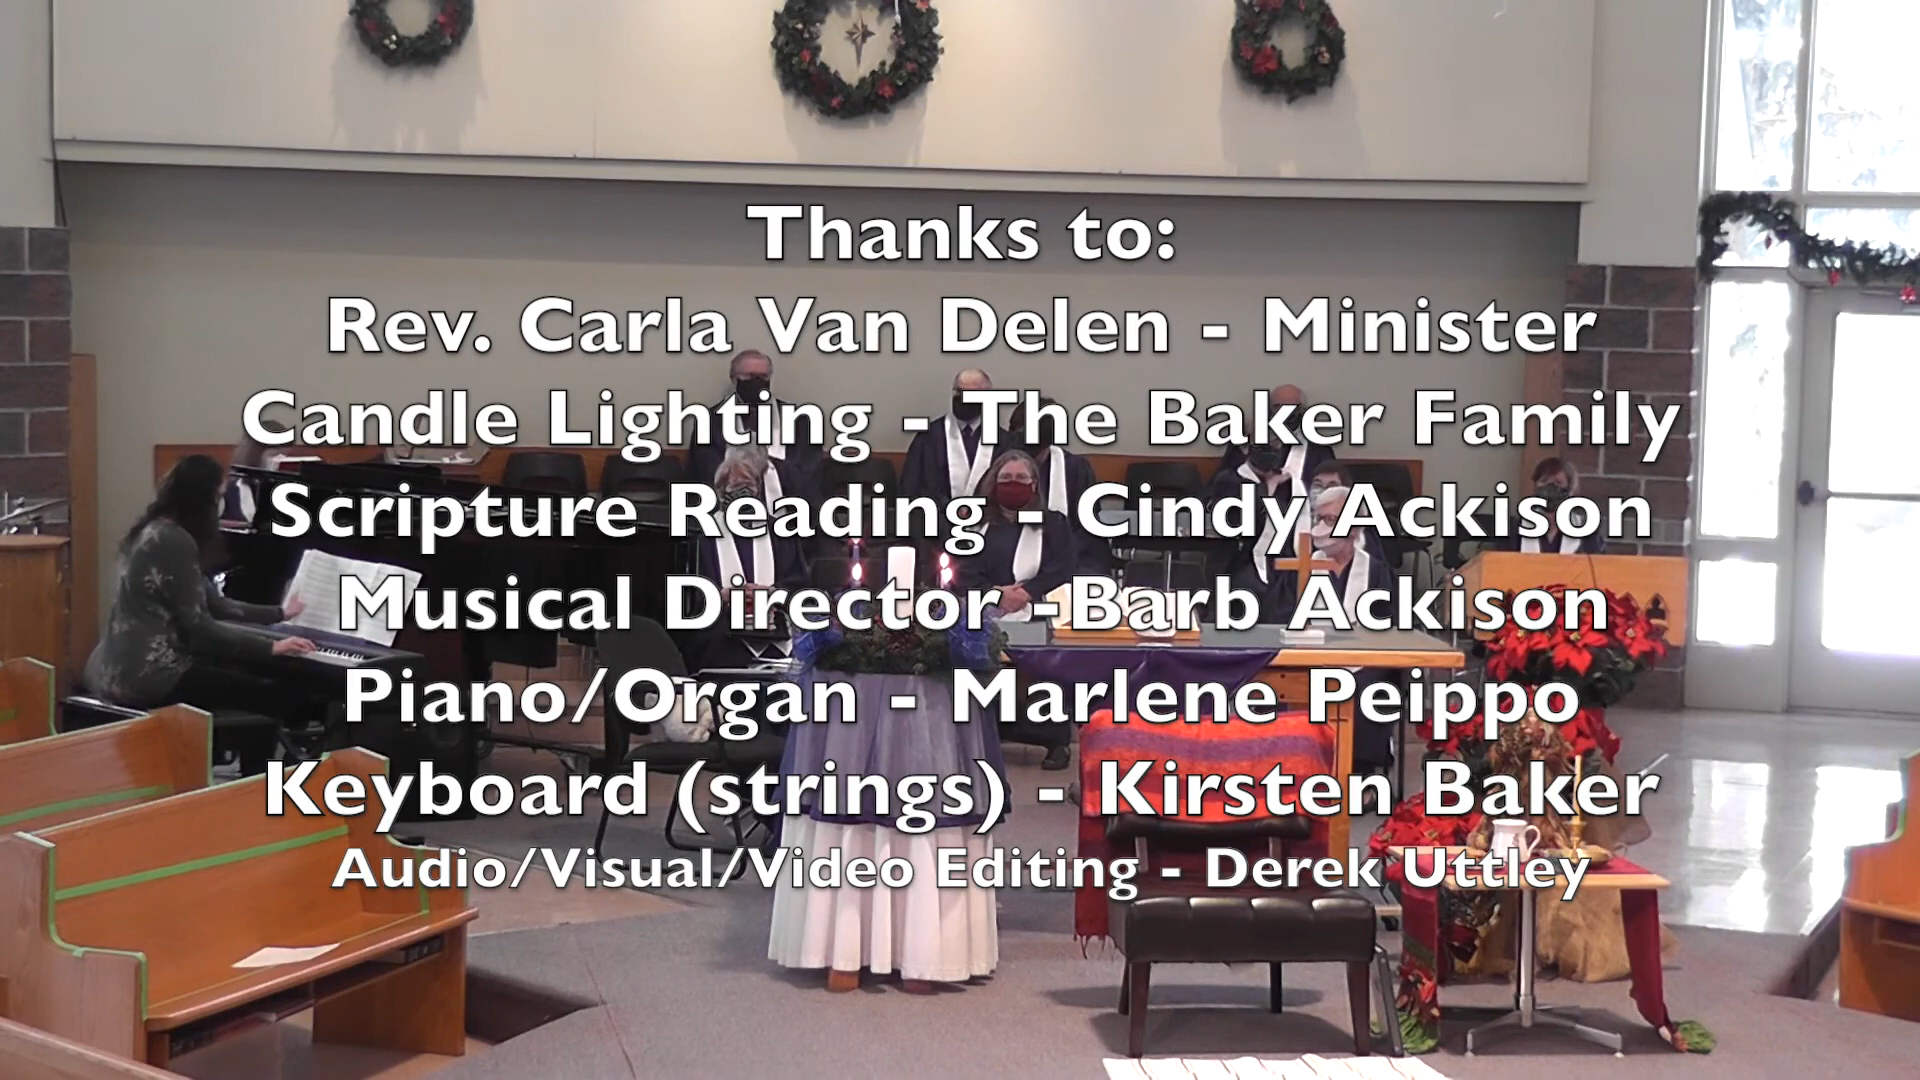 Thanks to:
Rev. Carla Van Delen - Minister
Candle Lighting - The Baker Family
Scripture Reading - Cindy Ackison
Musical Director -Barb Ackison
Piano/Organ - Marlene Peippo
Keyboard (strings) - Kirsten Baker
Audio/Visual/Video Editing - Derek Uttley